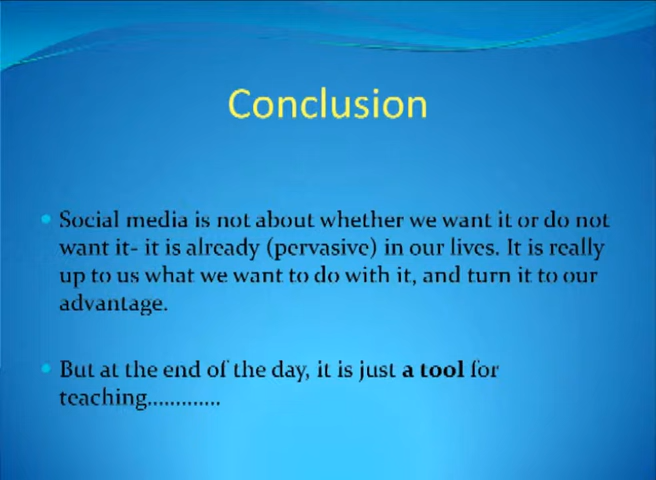 Conclusion
Social media is not about whether we want it or do not
want it- it is already (pervasive) in our lives. It is really
up to us what we want to do with it, and turn it to our
advantage.
But at the end of the day, it is just a tool for
teaching.............